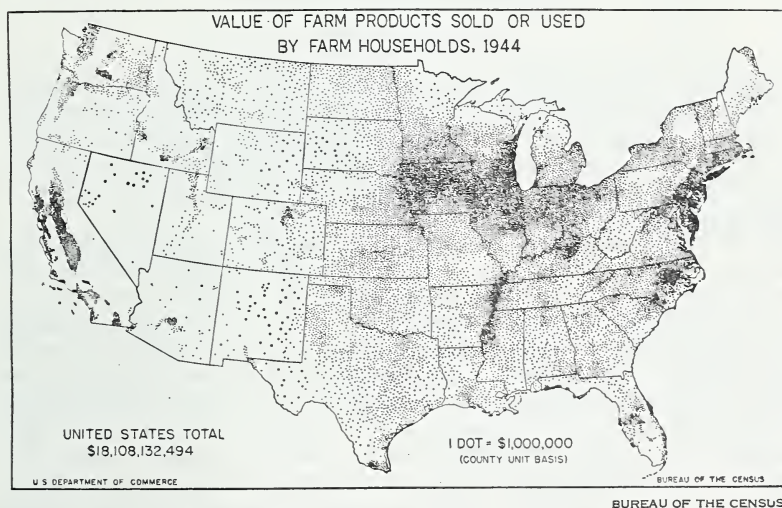 VALUE OF FARM PRODUCTS SOLD OR USED
BY FARM HOUSEHOLDS, 1944
UNITED STATES TOTAL
$18,108,132,494
1 DOT = $1,000,000
(COUNTY UNIT BASIS)
U S DEPARTMENT OF COMMERCE
BUREAU OF THE CENSUS
BUREAU OF THE CENSUS